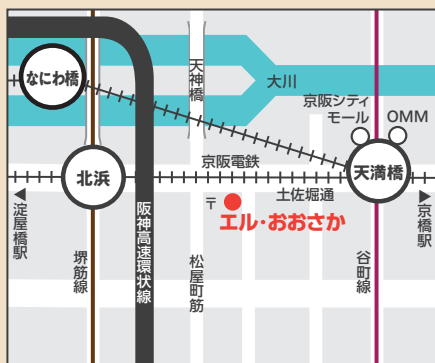 なにわ橋
天神橋
大川
京阪シティ
モール
OMM
京阪電鉄
北浜
天満橋
〒
土佐堀通
エル・おおさか
淀屋橋駅
堺筋線
阪神高速環状線
松屋町筋
谷町線
京橋駅